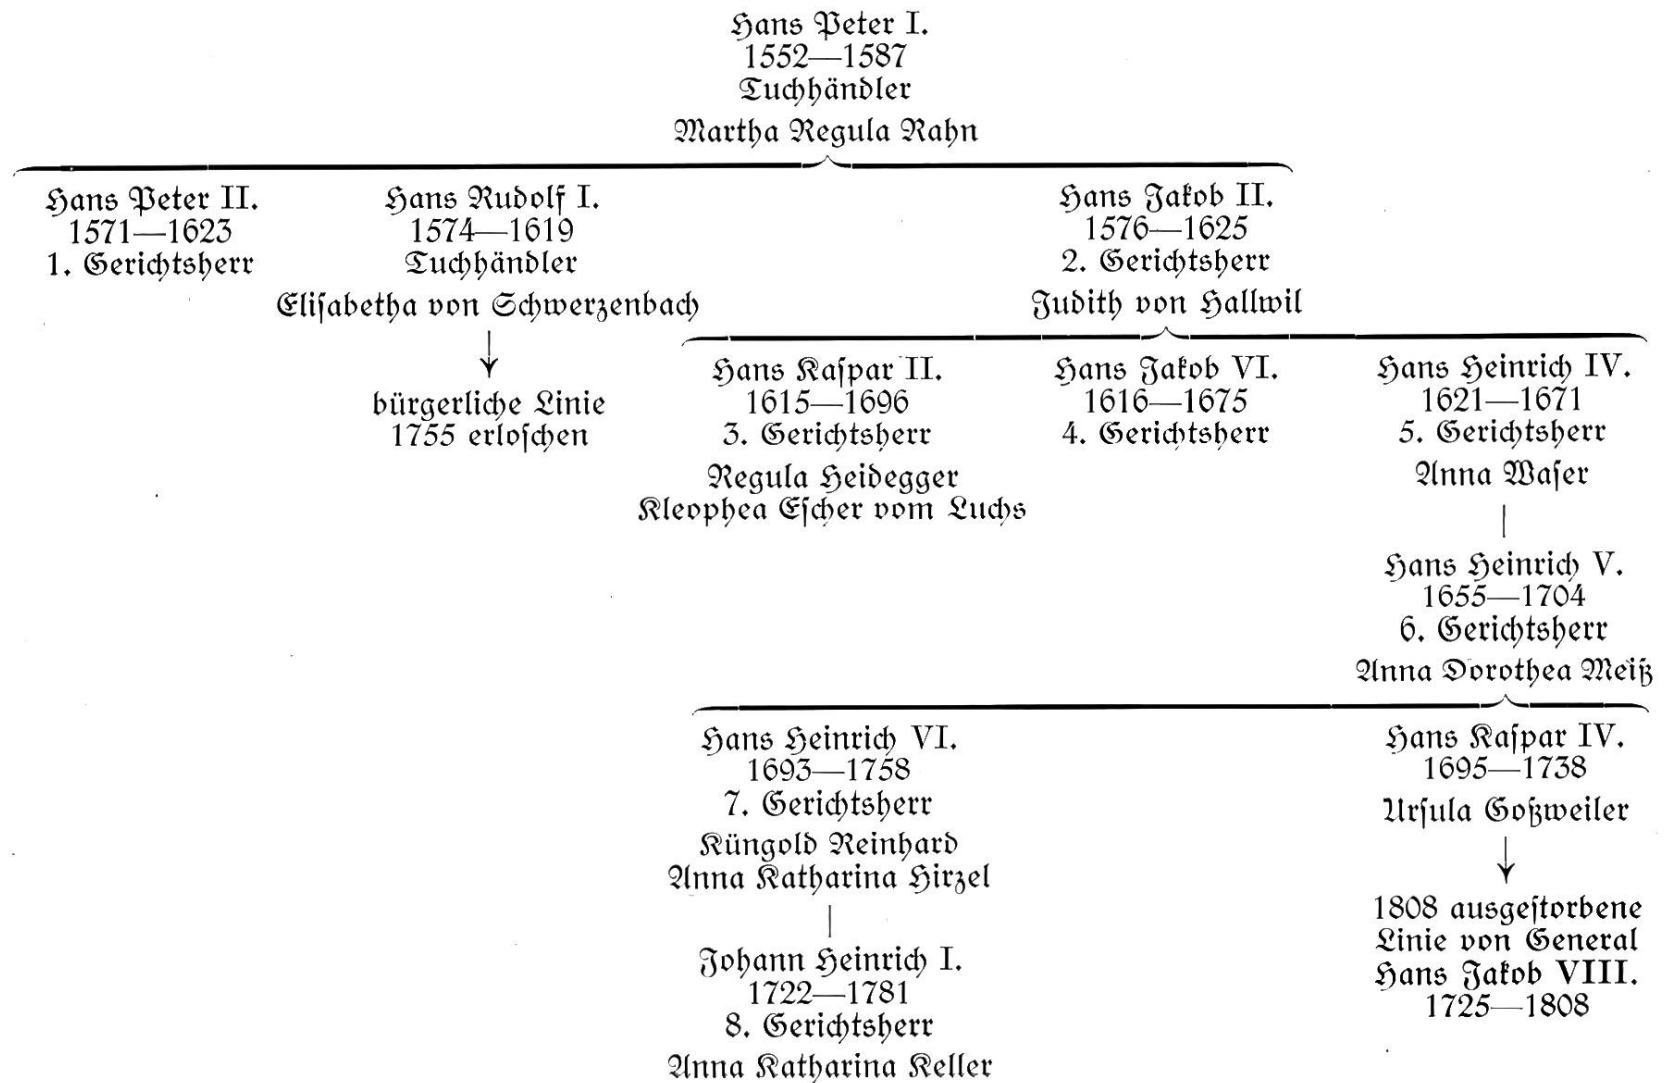 Hans Peter I.
1552—1587
Tuchhändler
Martha Regula Rahn
Hans Peter II.
1571—1623
1. Gerichtsherr
Hans Rudolf I.
1574—1619
Tuchhändler
Eliſabetha von Schwerzenbach
bürgerliche Linie
1755 erloſchen
Hans Jakob II.
1576—1625
2. Gerichtsherr
Judith von Hallwil
Hans Kaſpar II.
1615—1696
3. Gerichtsherr
Regula Heidegger
Kleophea Eſcher vom Luchs
Hans Jakob VI.
1616—1675
4. Gerichtsherr
Hans Heinrich IV.
1621—1671
5. Gerichtsherr
Anna Waſer
Hans Heinrich V.
1655—1704
6. Gerichtsherr
Anna Dorothea Meiß
Hans Heinrich VI.
1693—1758
7. Gerichtsherr
Küngold Reinhard
Anna Katharina Hirzel
Johann Heinrich I.
1722—1781
8. Gerichtsherr
Anna Katharina Keller
Hans Kaſpar IV.
1695—1738
Urſula Goßweiler
1808 ausgeſtorbene
Linie von General
Hans Jakob VIII.
1725—1808